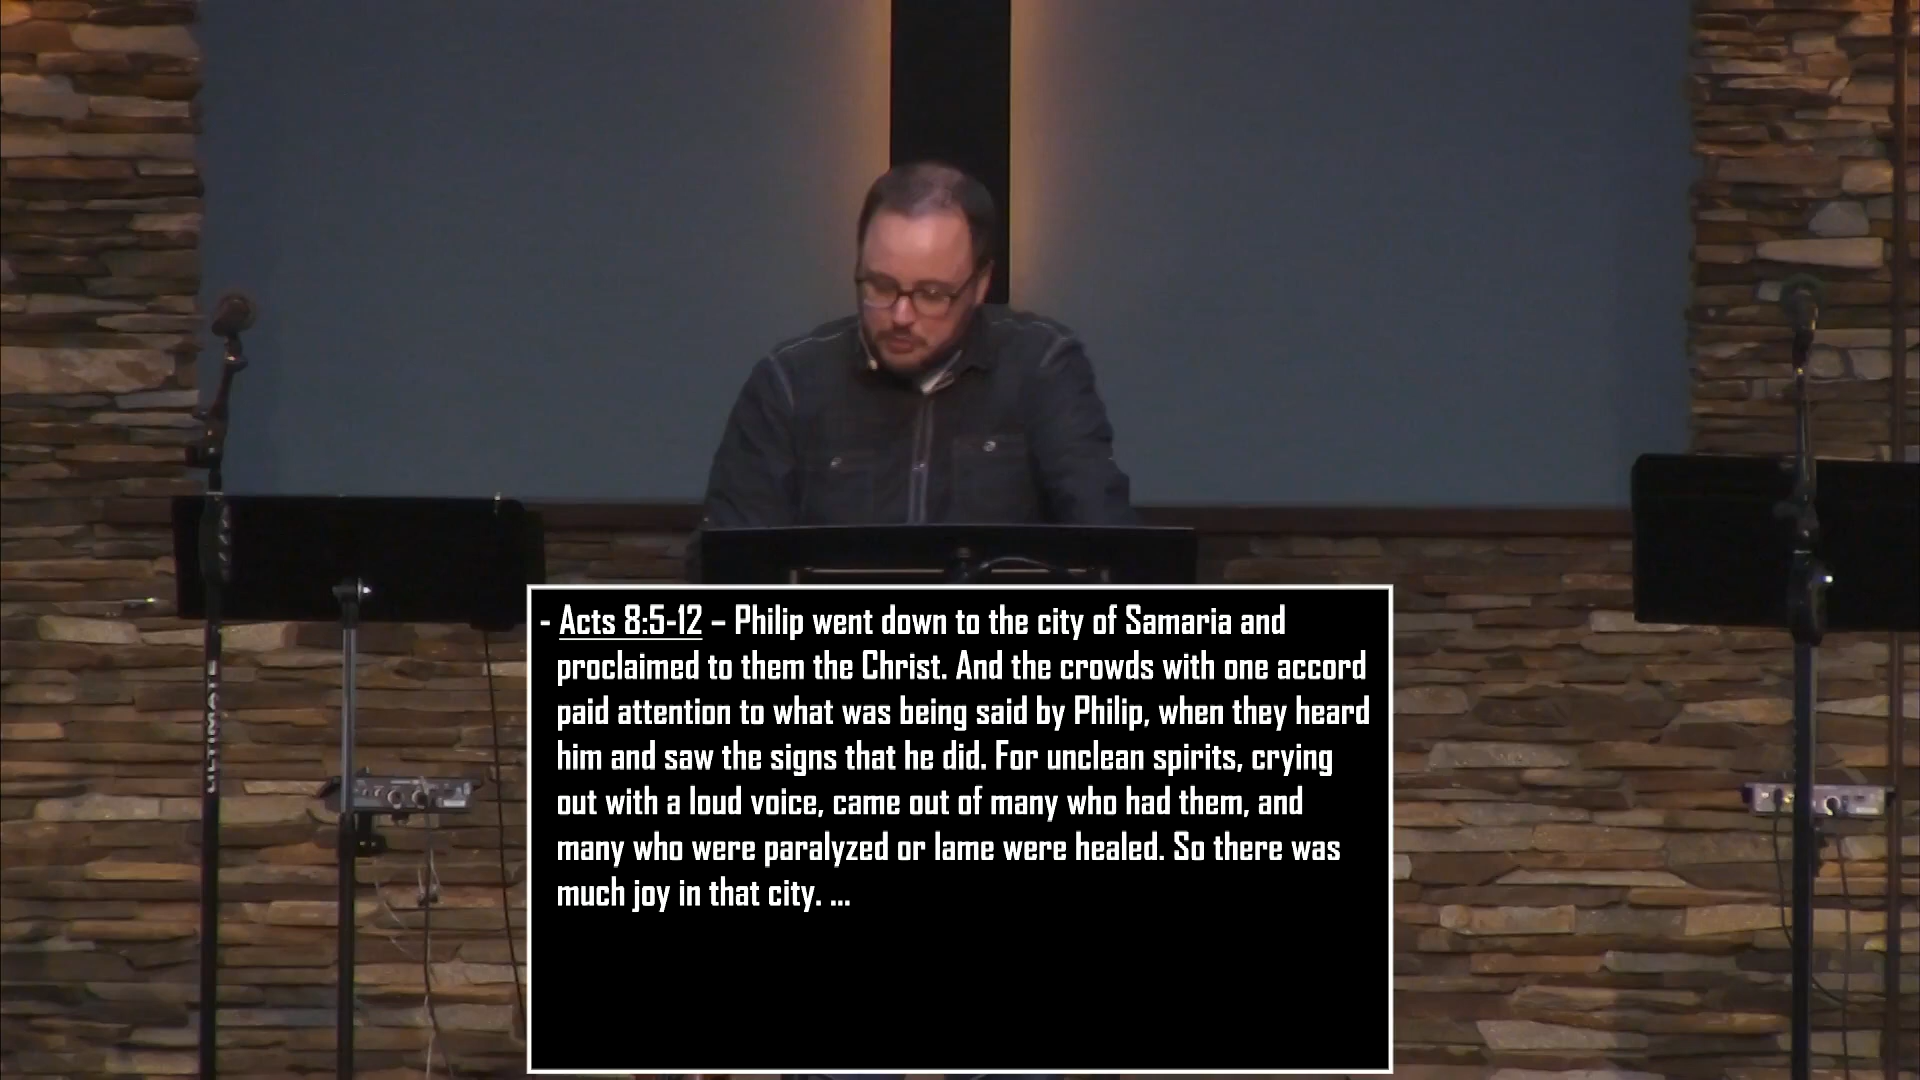 - Acts 8:5-12 – Philip went down to the city of Samaria and
proclaimed to them the Christ. And the crowds with one accord
paid attention to what was being said by Philip, when they heard
him and saw the signs that he did. For unclean spirits, crying
out with a loud voice, came out of many who had them, and
many who were paralyzed or lame were healed. So there was
much joy in that city. ...
ULTIMATE